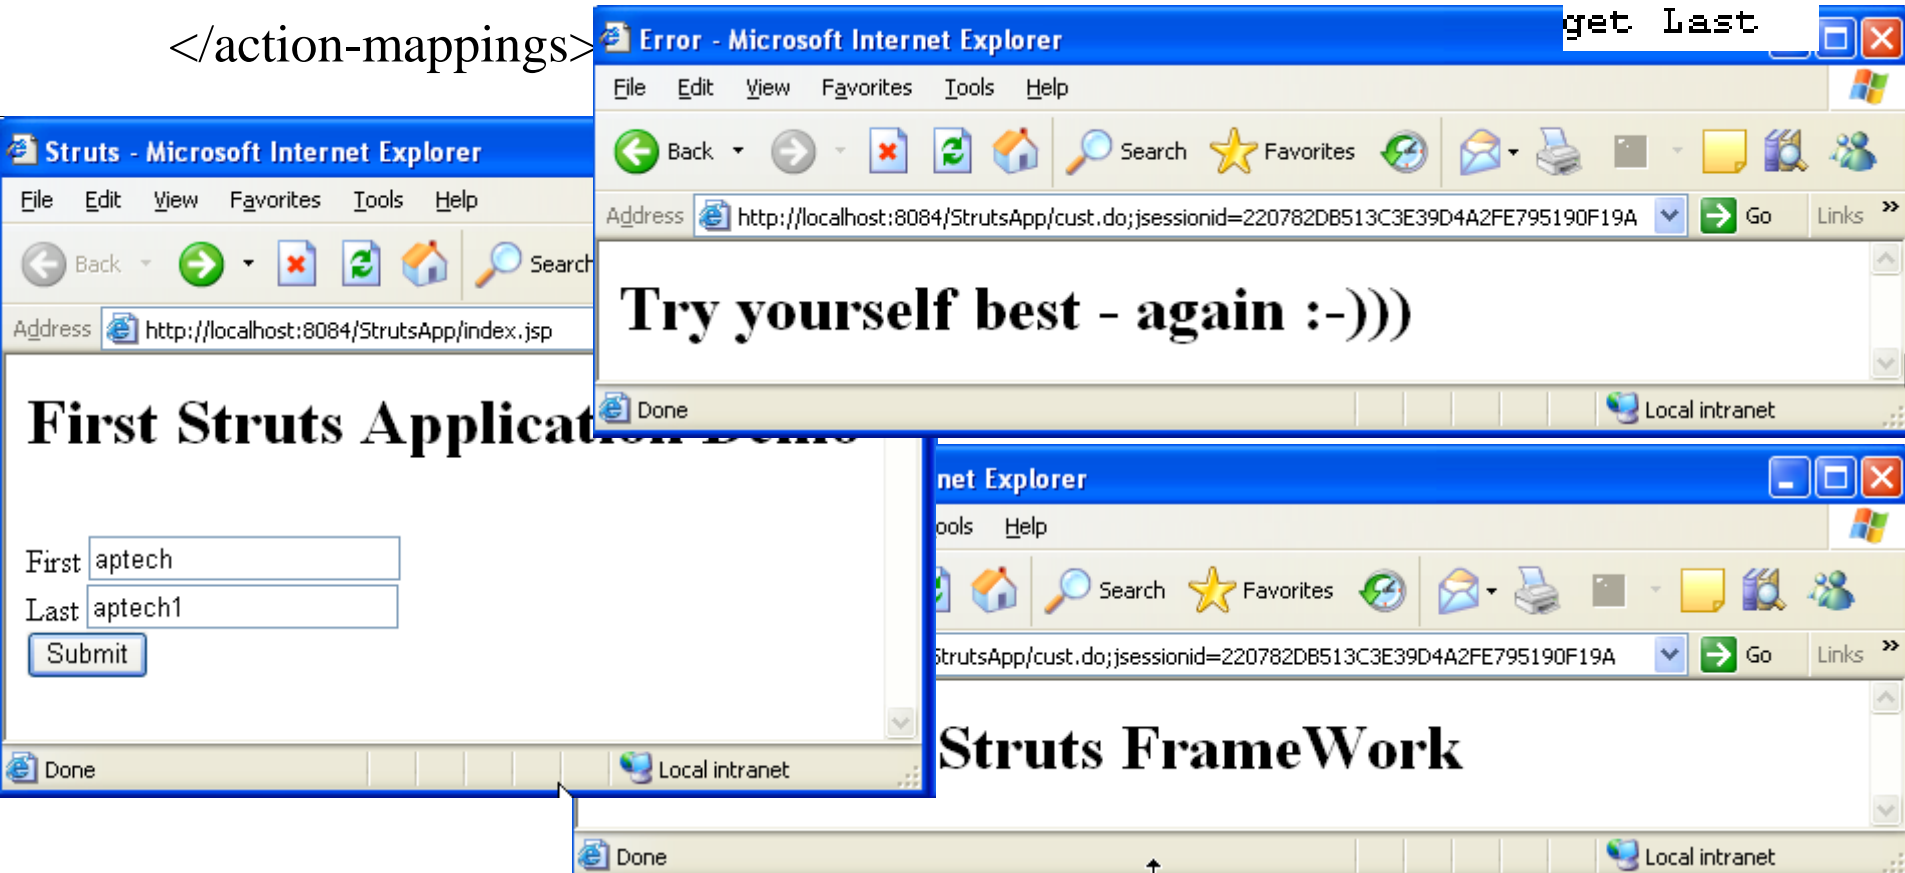 </action-mappings>
get Last
Error - Microsoft Internet Explorer
File Edit View Favorites Tools Help
Back Search Favorites
Address http://localhost:8084/StrutsApp/cust.do;jsessionid=220782DB513C3E39D4A2FE795190F19A Go Links »
Try yourself best - again :-)))
Done Local intranet
Struts - Microsoft Internet Explorer
File Edit View Favorites Tools Help
Back Search
Address http://localhost:8084/StrutsApp/index.jsp
First Struts Application Demo
First aptech
Last aptech1
Submit
Done Local intranet
net Explorer
ools Help
Search Favorites
StrutsApp/cust.do;jsessionid=220782DB513C3E39D4A2FE795190F19A Go Links »
Struts FrameWork
Done Local intranet